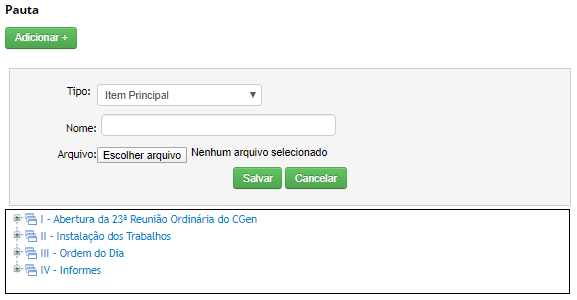 Pauta
Adicionar +
Tipo: Item Principal
Nome:
Arquivo: Escolher arquivo Nenhum arquivo selecionado
Salvar Cancelar
I - Abertura da 23ª Reunião Ordinária do CGen
II - Instalação dos Trabalhos
III - Ordem do Dia
IV - Informes